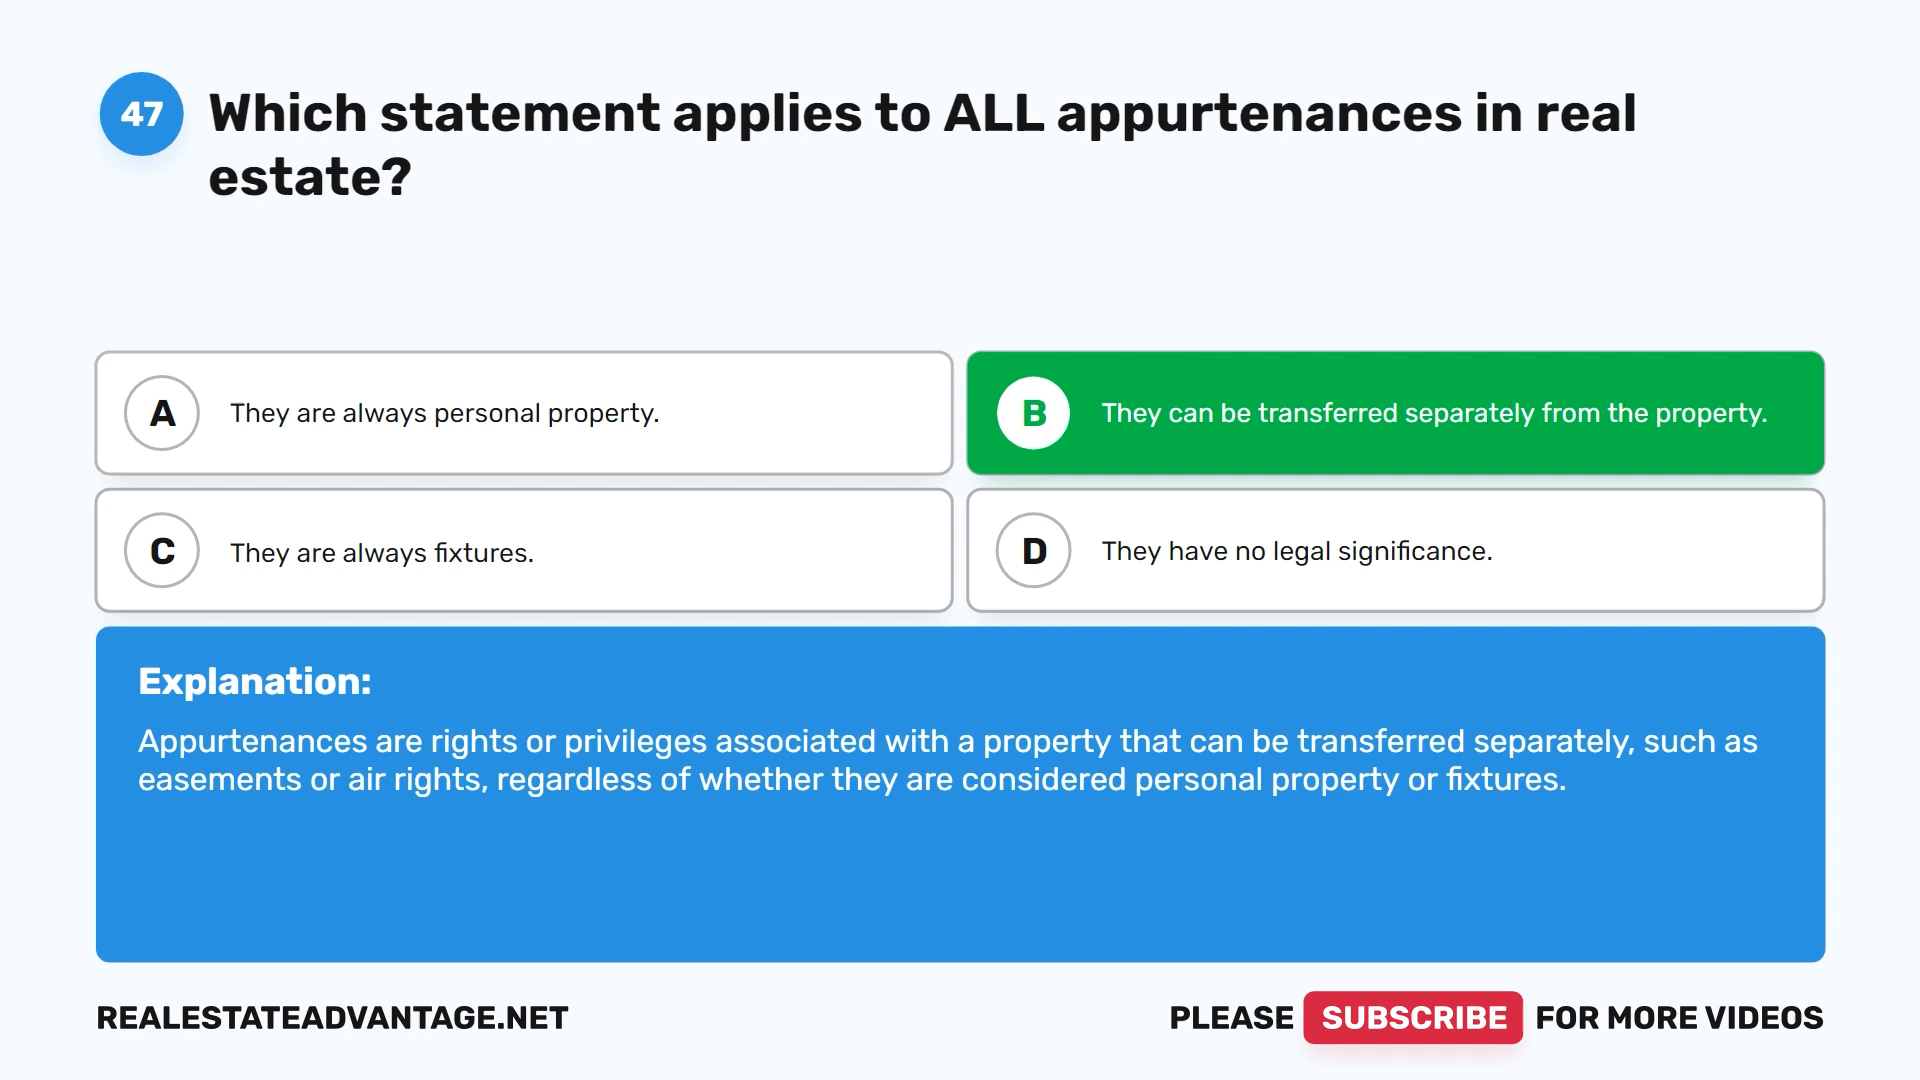 47
Which statement applies to ALL appurtenances in real
estate?
A
They are always personal property.
B
They can be transferred separately from the property.
C
They are always fixtures.
D
They have no legal significance.
Explanation:
Appurtenances are rights or privileges associated with a property that can be transferred separately, such as
easements or air rights, regardless of whether they are considered personal property or fixtures.
REALESTATEADVANTAGE.NET
PLEASE SUBSCRIBE FOR MORE VIDEOS